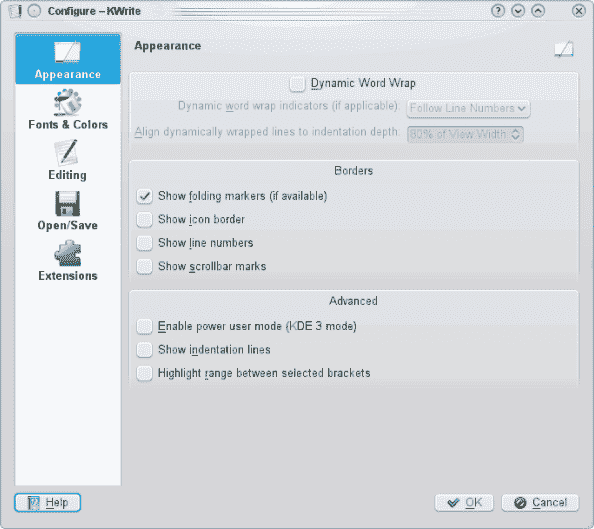 Configure – KWrite
Appearance
Fonts & Colors
Editing
Open/Save
Extensions
Appearance
Dynamic Word Wrap
Dynamic word wrap indicators (if applicable): Follow Line Numbers
Align dynamically wrapped lines to indentation depth: 80% of View Width
Borders
Show folding markers (if available)
Show icon border
Show line numbers
Show scrollbar marks
Advanced
Enable power user mode (KDE 3 mode)
Show indentation lines
Highlight range between selected brackets
Help
OK
Cancel